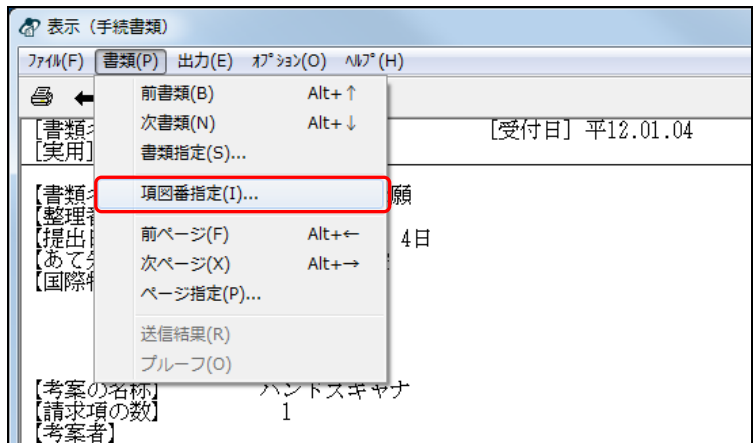 表示（手続書類）
ﾌｧｲﾙ(F) 書類(P) 出力(E) ｵﾌﾟｼｮﾝ(O) ﾍﾙﾌﾟ(H)
前書類(B) Alt+↑
次書類(N) Alt+↓
書類指定(S)...
項図番指定(I)...
前ページ(F) Alt+←
次ページ(X) Alt+→
ページ指定(P)...
送信結果(R)
プルーフ(O)
[書類 [受付日] 平12.01.04
[実用]
【書類 願
【整理
【提出 4日
【あて
【国際
【考案の名称】 ハンドスキャナ
【請求項の数】 1
【考案者】